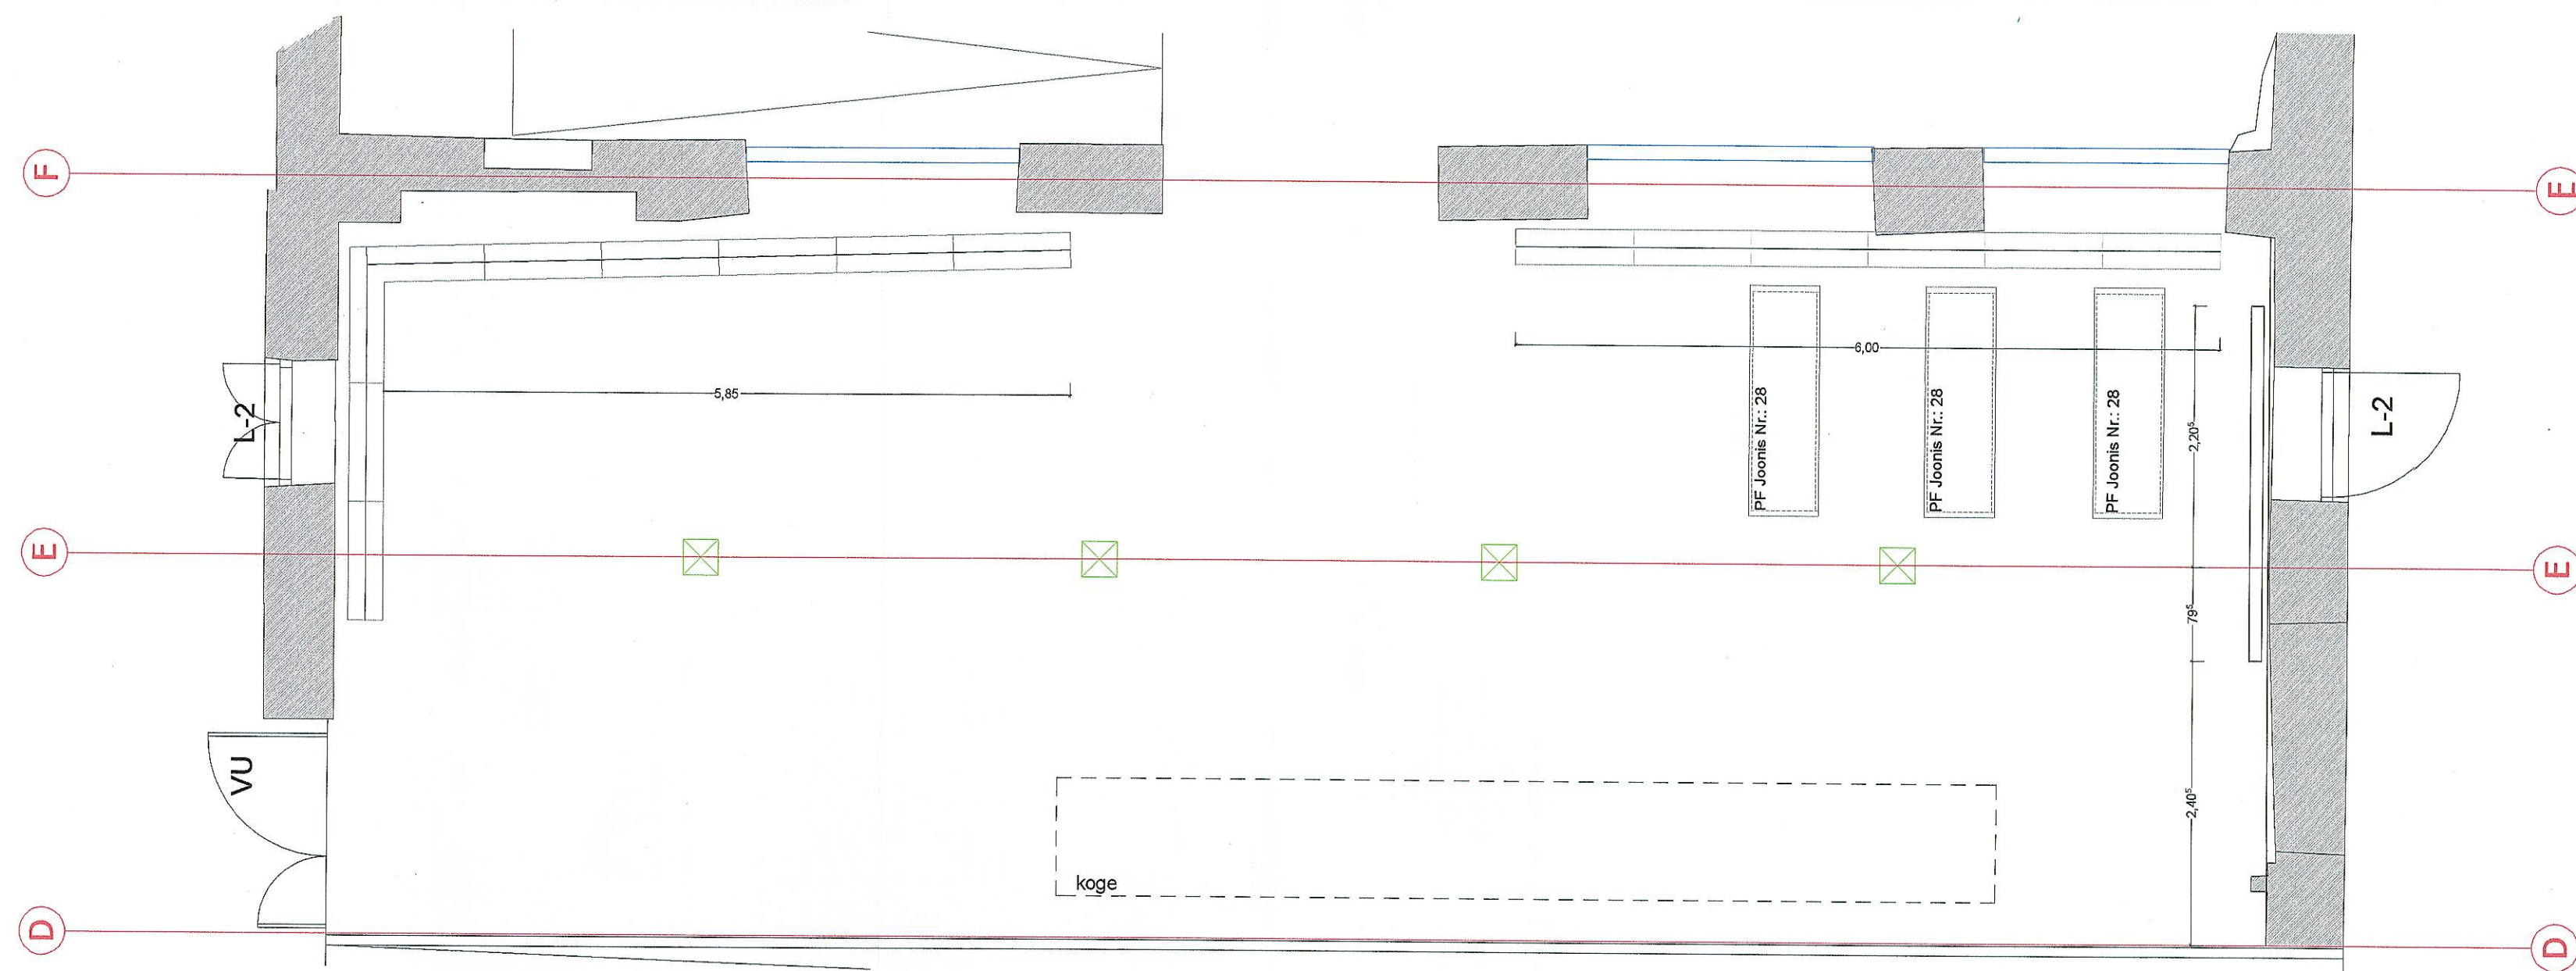 F
E
5,85
6,00
L-2
L-2
PF Joonis Nr.: 28
PF Joonis Nr.: 28
PF Joonis Nr.: 28
2,20⁵
E
E
79⁵
VU
2,40⁵
koge
D
D